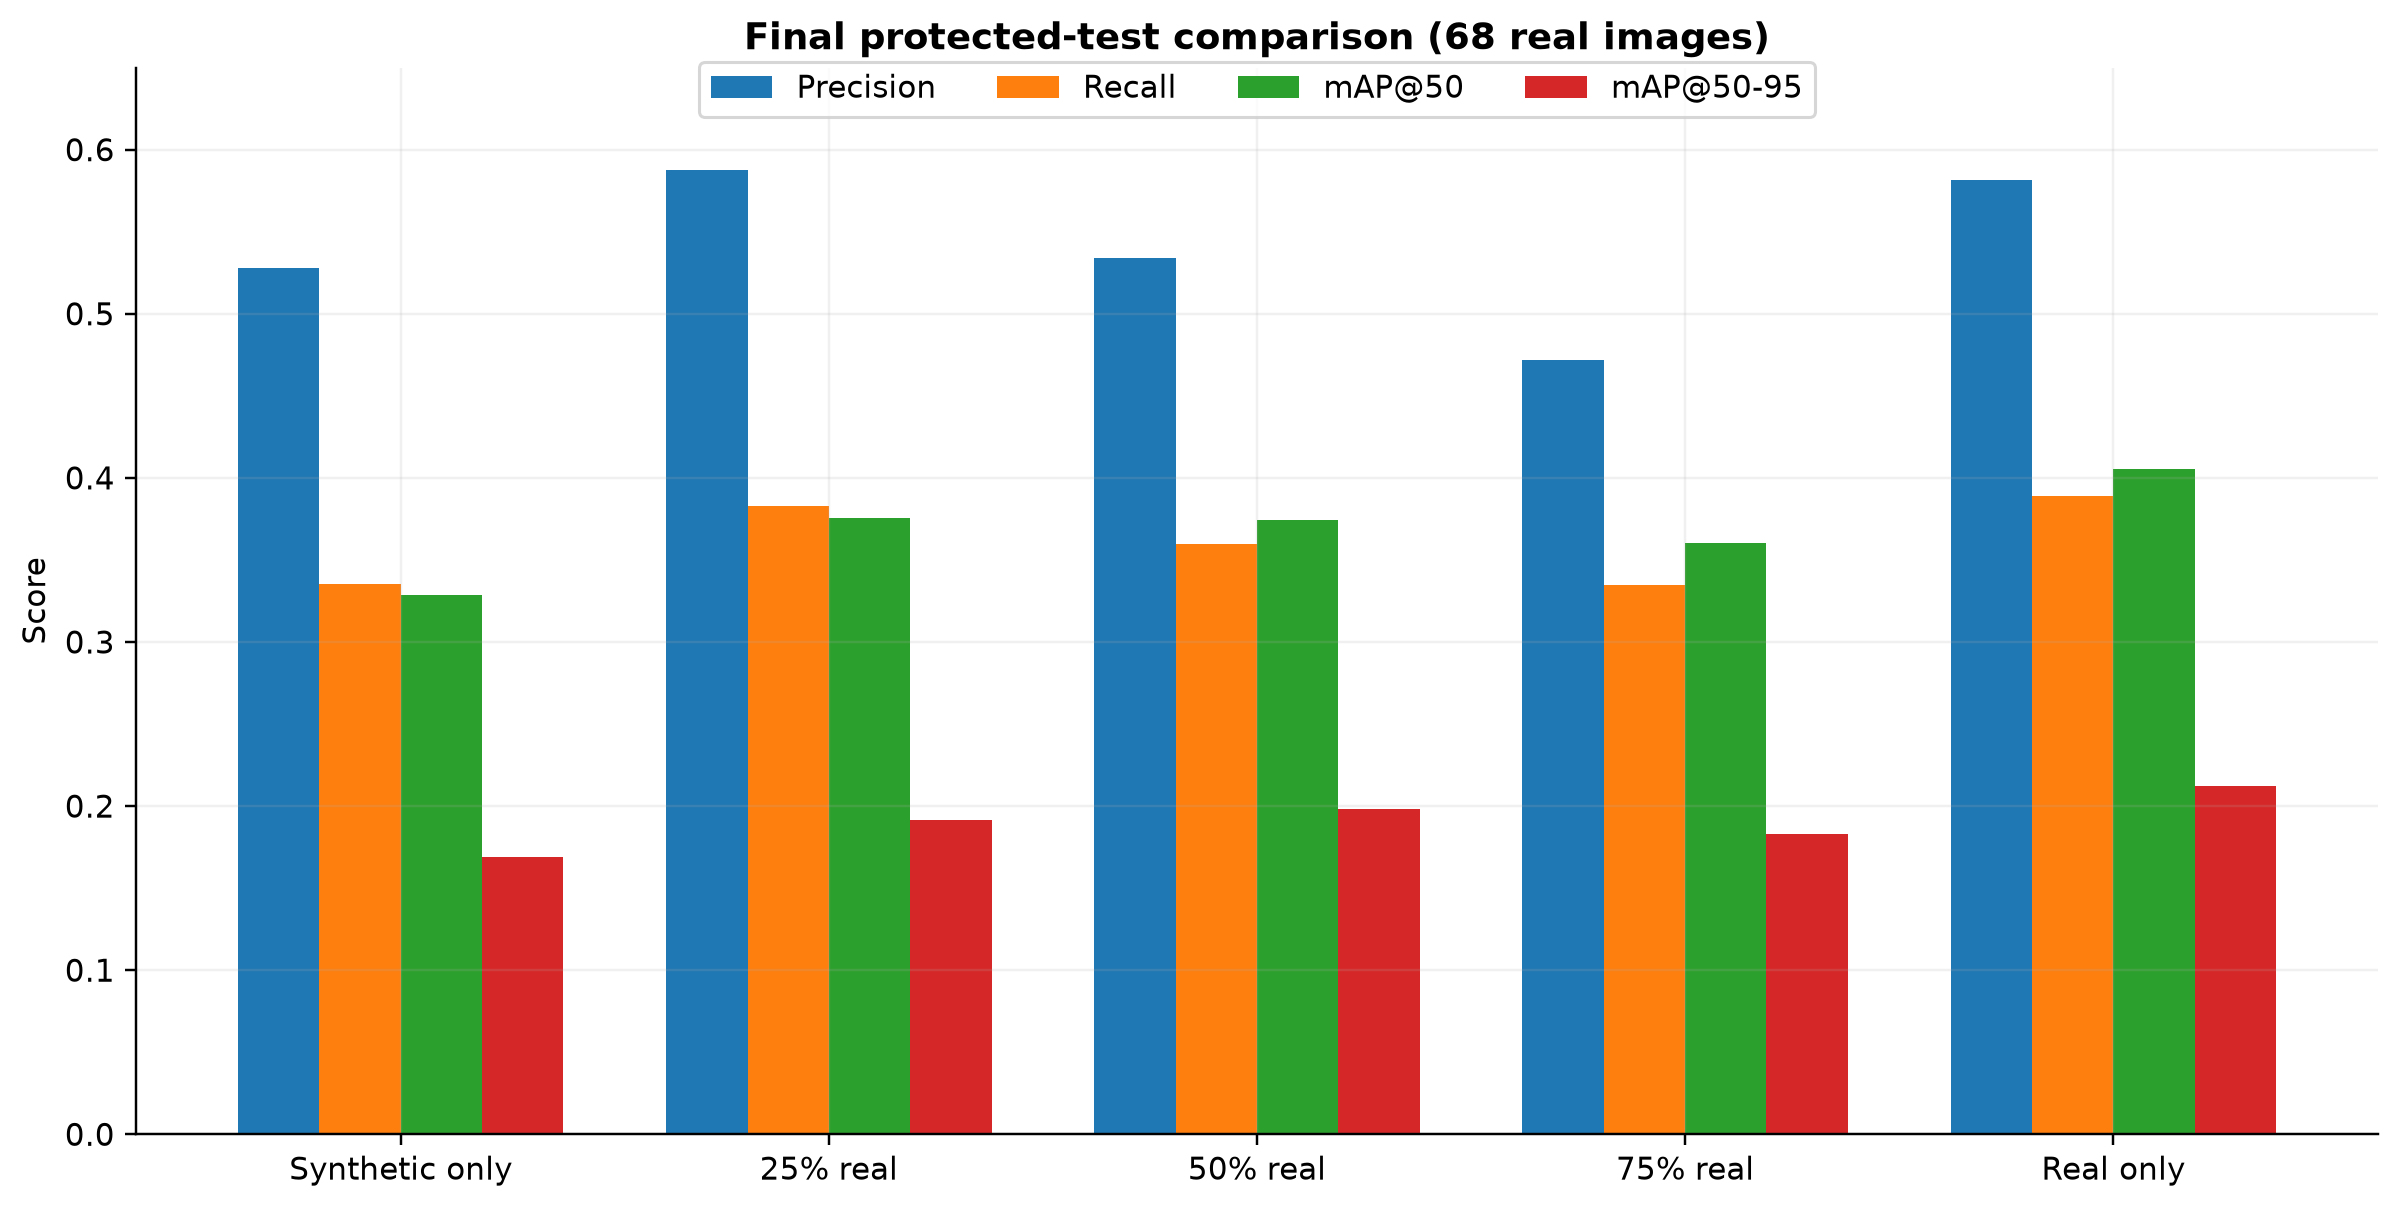 Final protected-test comparison (68 real images)
Precision Recall mAP@50 mAP@50-95
Score
0.6
0.5
0.4
0.3
0.2
0.1
0.0
Synthetic only 25% real 50% real 75% real Real only